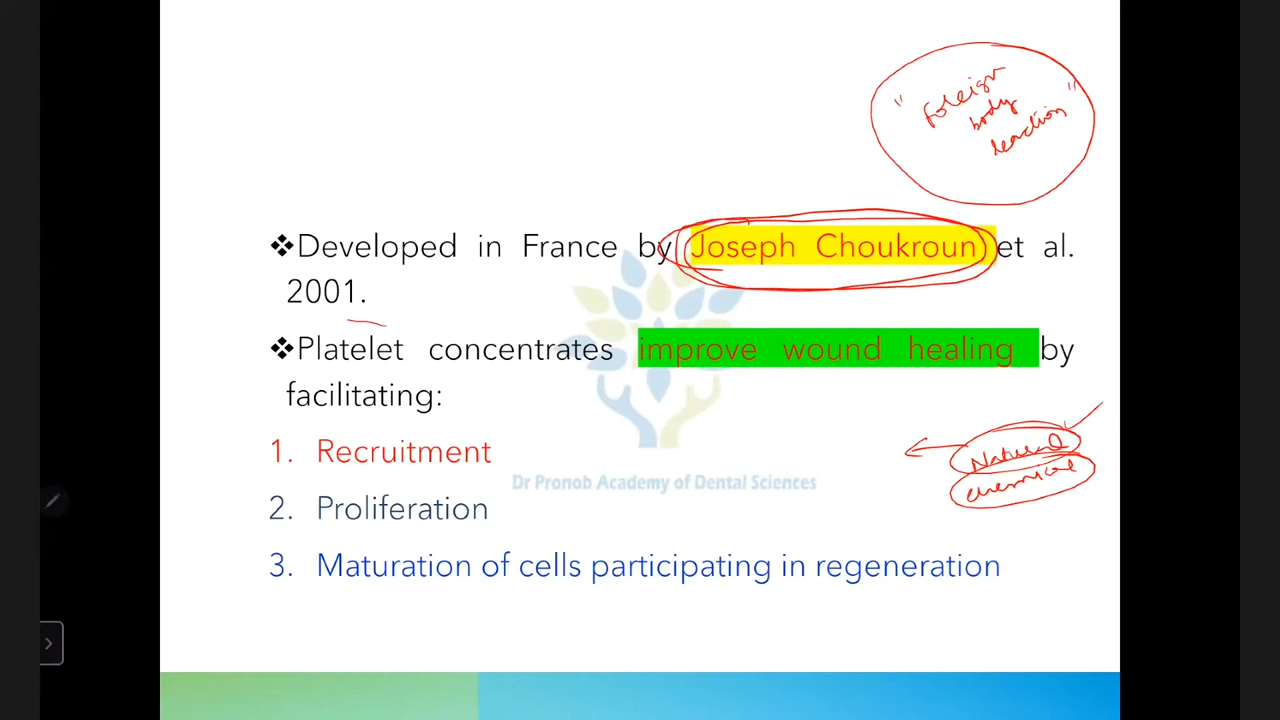 "Foreign
body
reaction"
❖Developed in France by Joseph Choukroun et al.
2001.
❖Platelet concentrates improve wound healing by
facilitating:
1. Recruitment
Natural
chemical
Dr Pronob Academy of Dental Sciences
2. Proliferation
3. Maturation of cells participating in regeneration